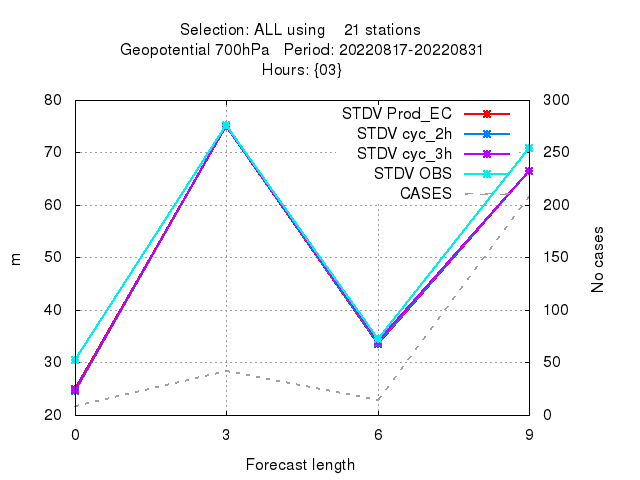 Selection: ALL using    21 stations
Geopotential 700hPa   Period: 20220817-20220831
Hours: {03}
80
70
60
50
40
30
20
m
300
250
200
150
100
50
0
No cases
STDV Prod_EC
STDV cyc_2h
STDV cyc_3h
STDV OBS
CASES
0 3 6 9
Forecast length